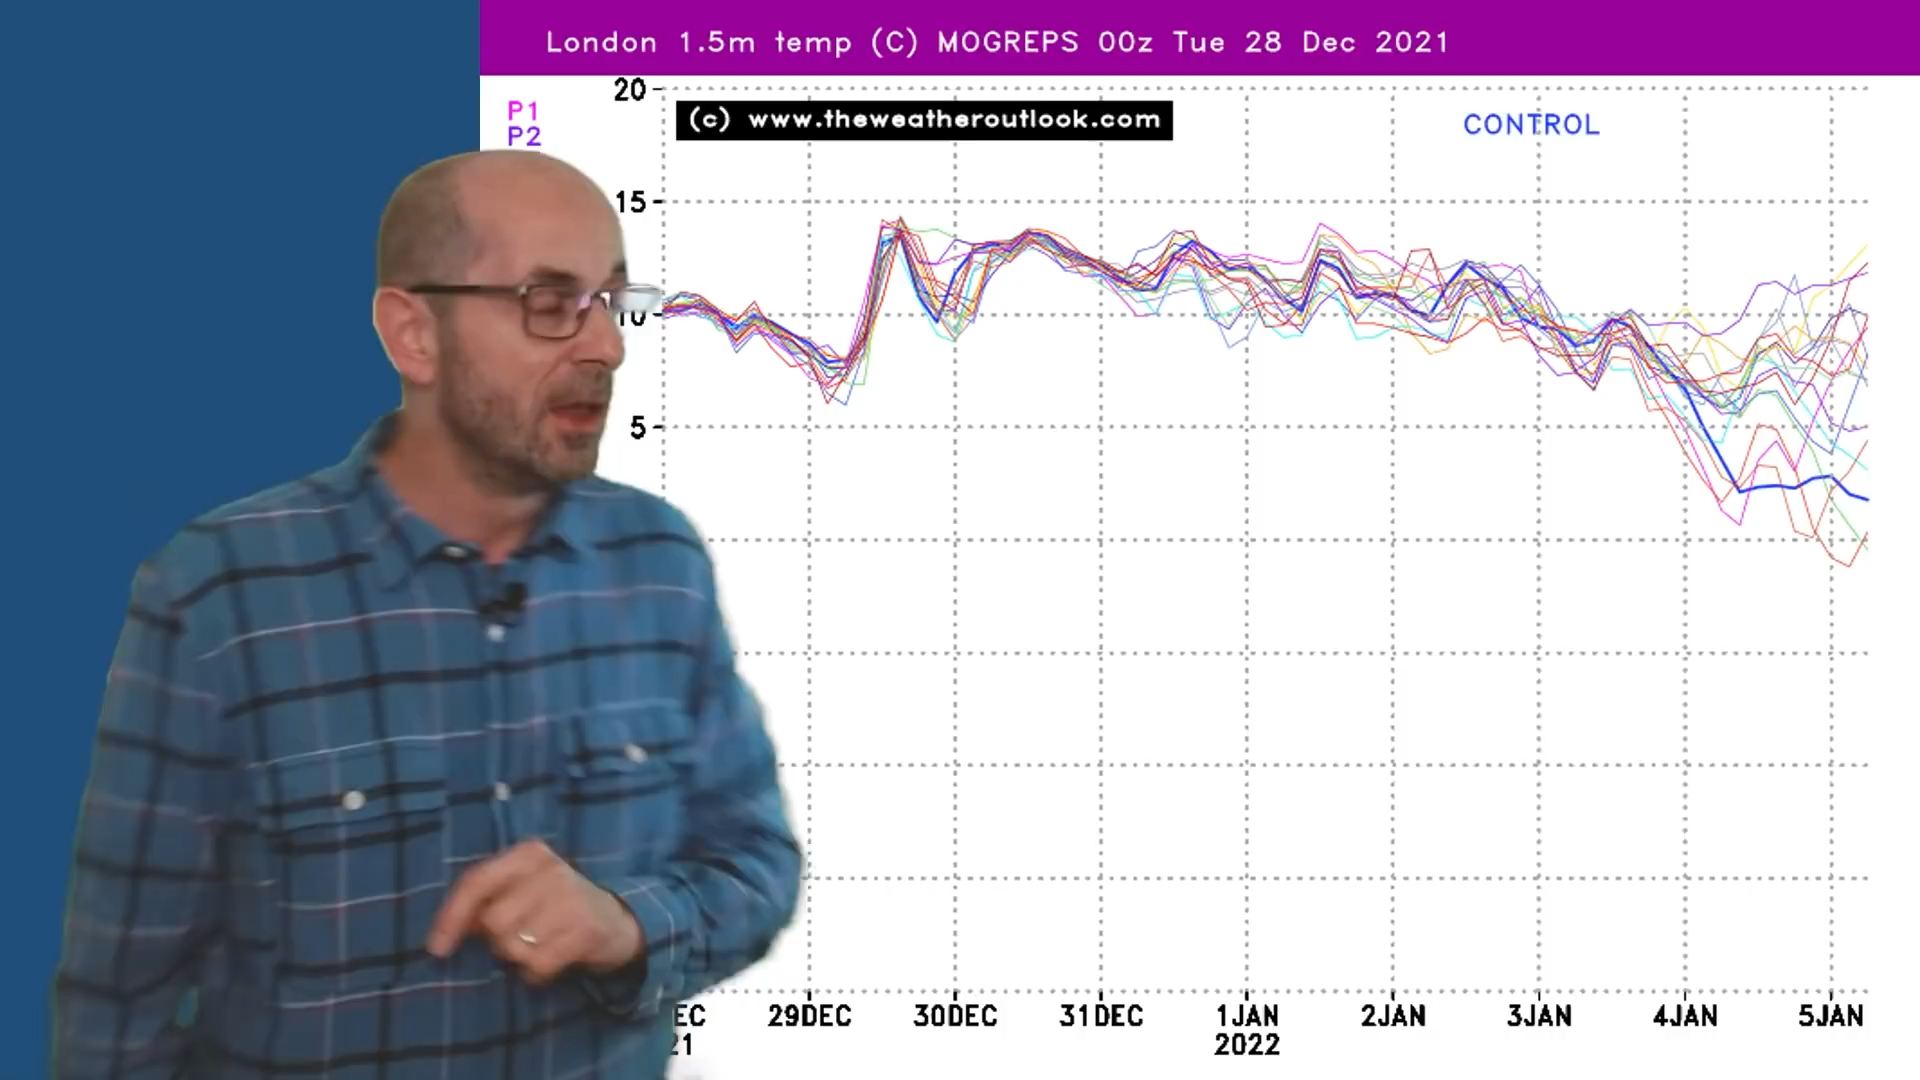 London 1.5m temp (C) MOGREPS 00z Tue 28 Dec 2021
20
P1
P2
(c) www.theweatheroutlook.com
CONTROL
15
10
5
29DEC 30DEC 31DEC 1JAN 2JAN 3JAN 4JAN 5JAN
2022